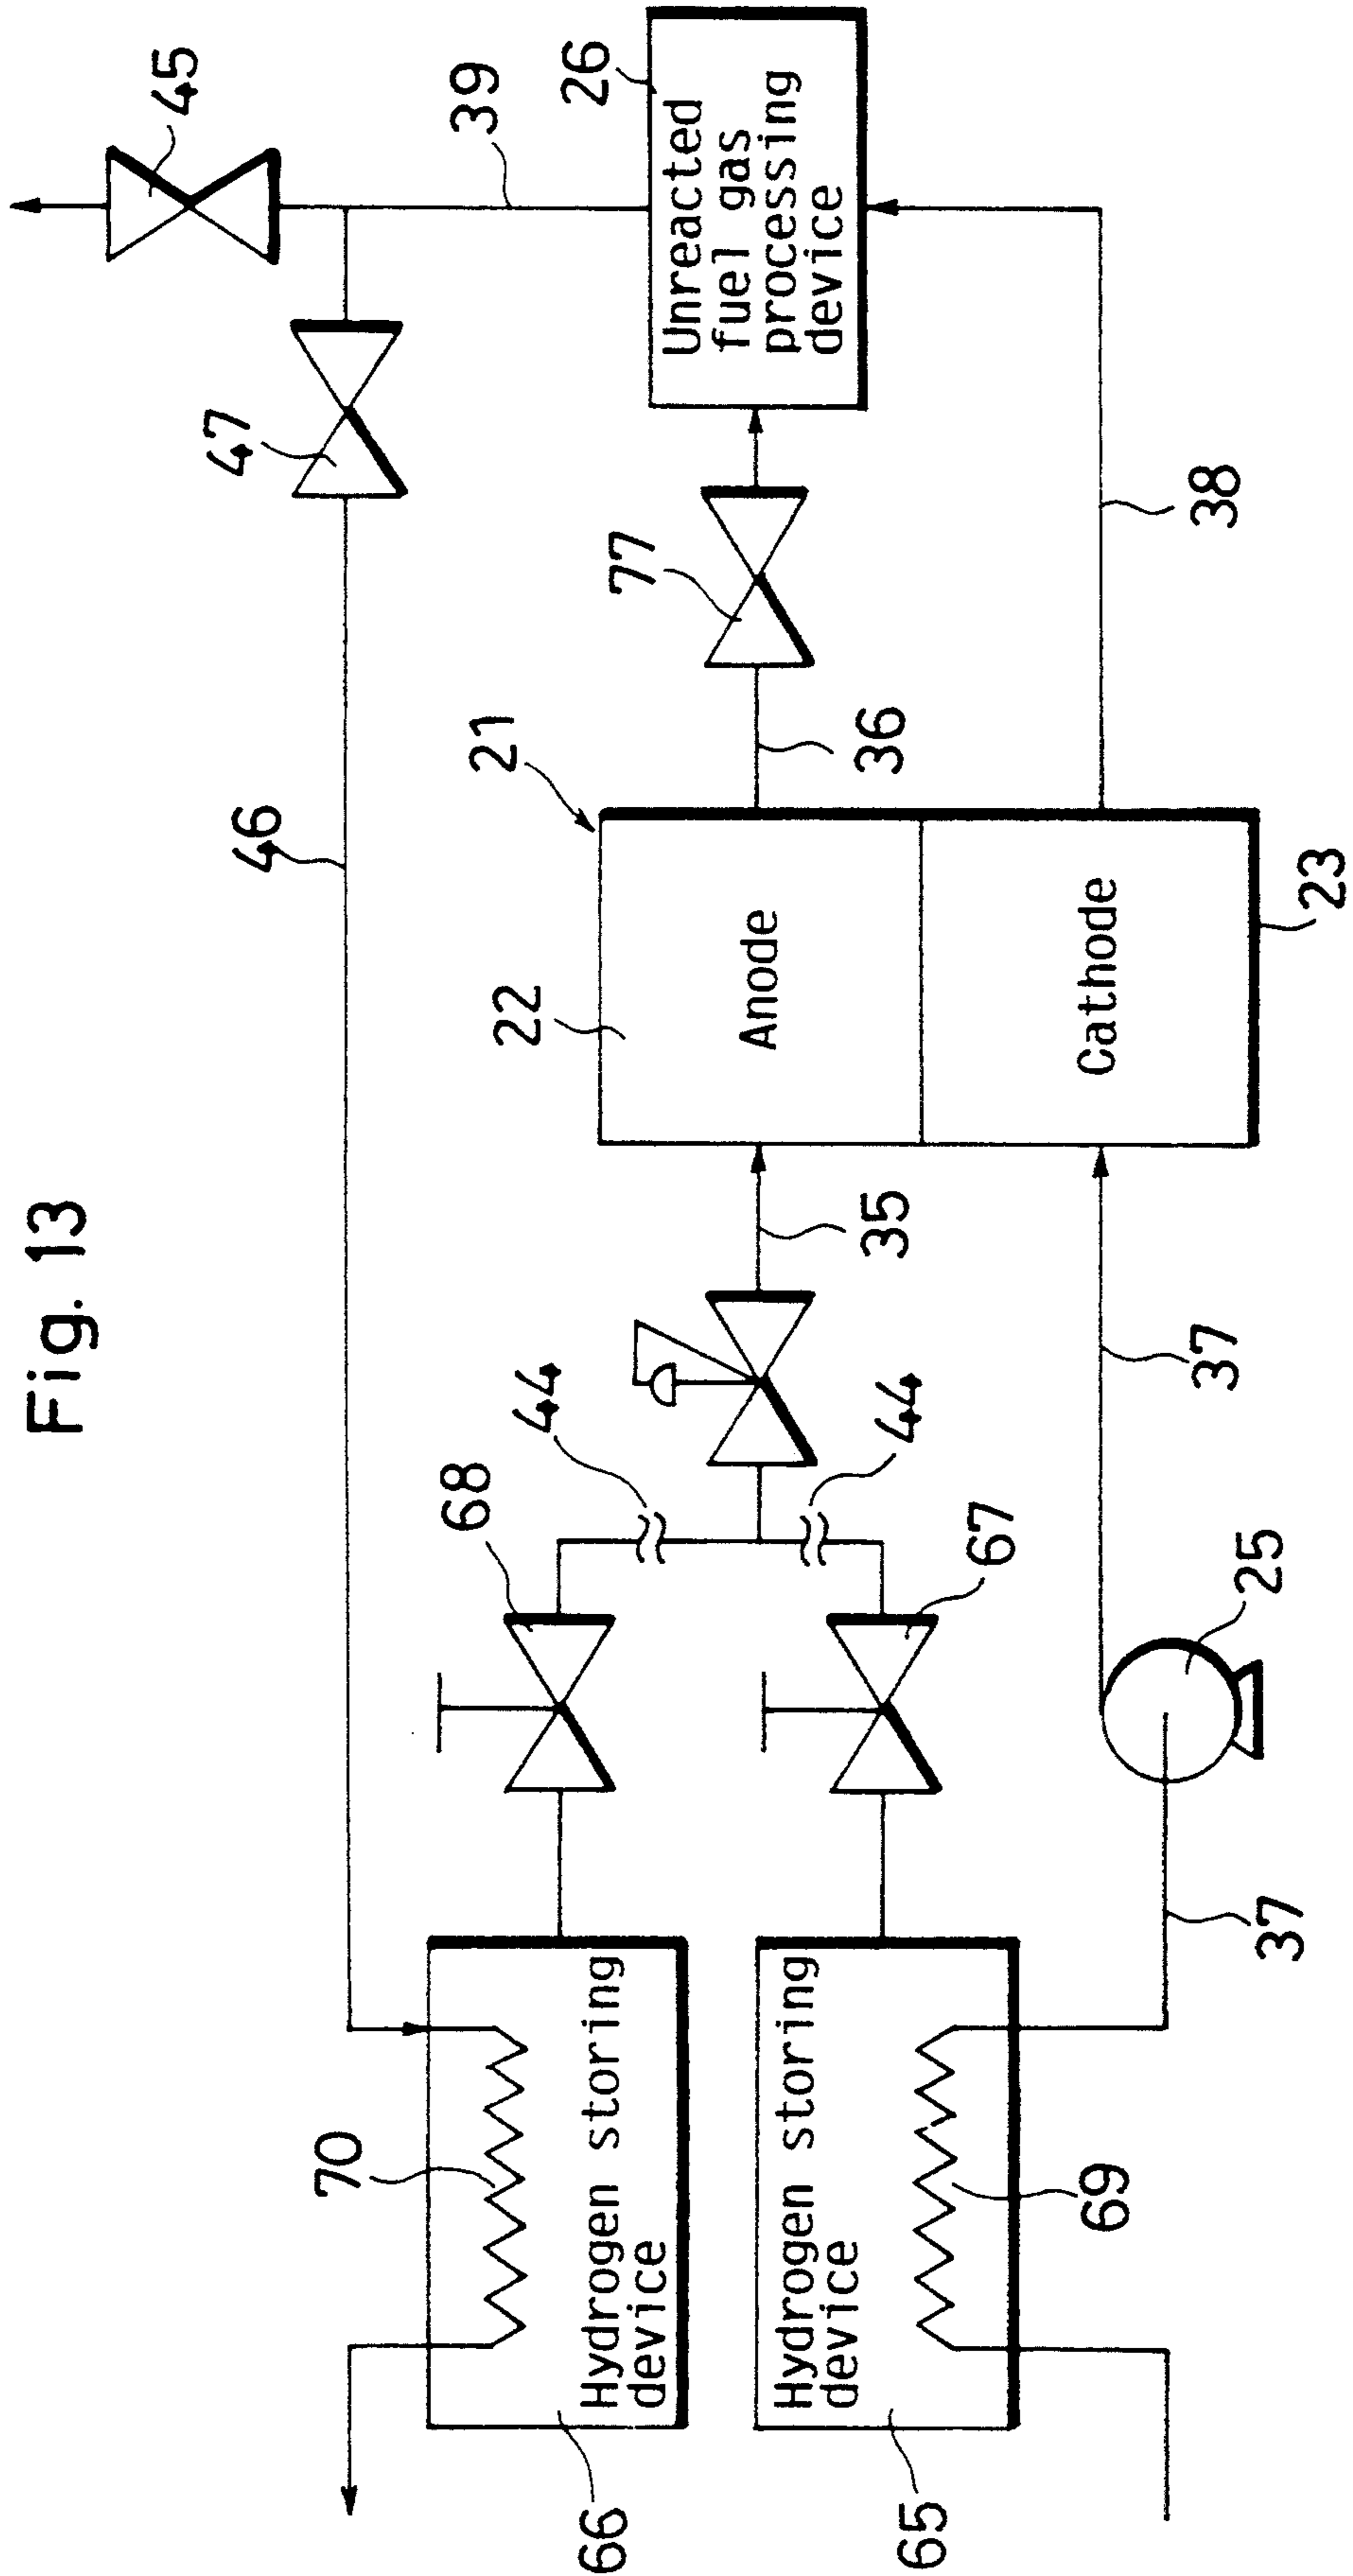 Fig. 13
45
39
26
Unreacted
fuel gas
processing
device
47
46
77
38
21
36
22
Anode
Cathode
23
35
37
44
44
68
67
25
37
70
Hydrogen storing
device
66
Hydrogen storing
device
69
65